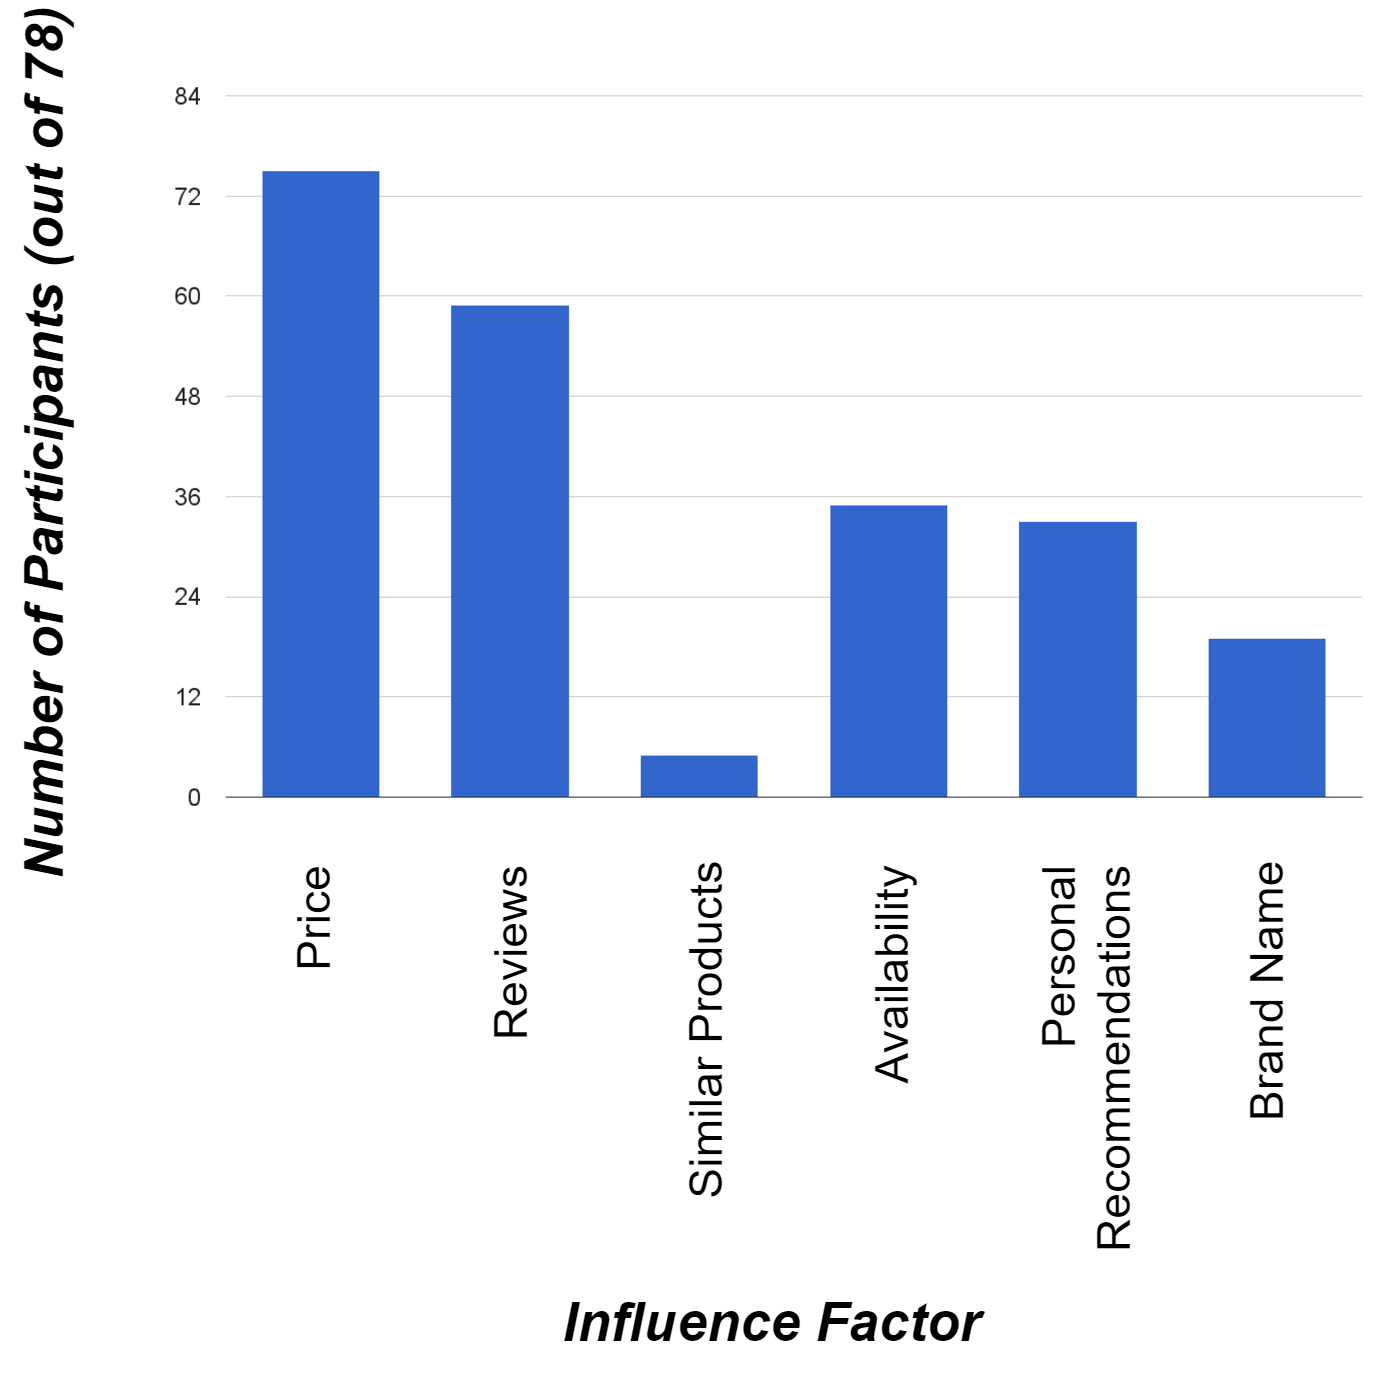 Number of Participants (out of 78)
84
72
60
48
36
24
12
0
Price
Reviews
Similar Products
Availability
Personal
Recommendations
Brand Name
Influence Factor